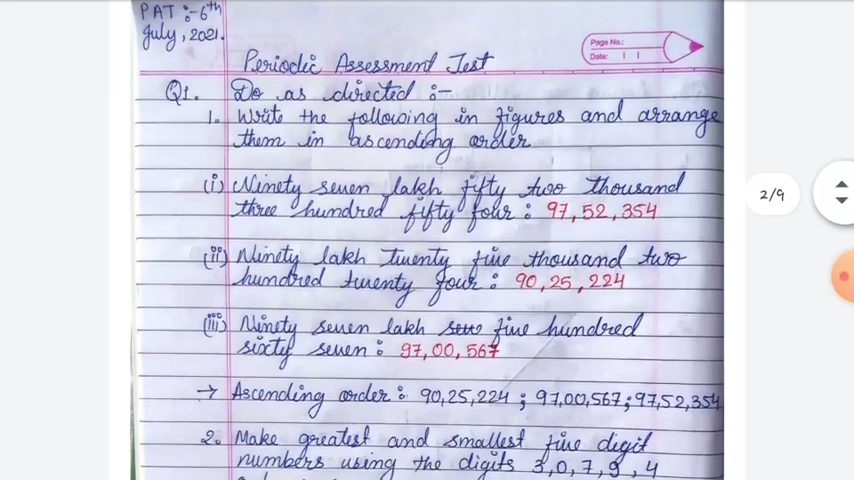 PAT :- 6th
July, 2021.
Page No.:
Date: | |
Periodic Assessment Test
Q1. Do as directed :-
1. Write the following in figures and arrange
them in ascending order
(i) Ninety seven lakh fifty two thousand
three hundred fifty four : 97,52,354
2/9
(ii) Ninety lakh twenty five thousand two
hundred twenty four : 90,25,224
(iii) Ninety seven lakh five hundred
sixty seven : 97,00,567
→ Ascending order : 90,25,224 ; 97,00,567 ; 97,52,354
2. Make greatest and smallest five digit
numbers using the digits 3,0,7,9,4